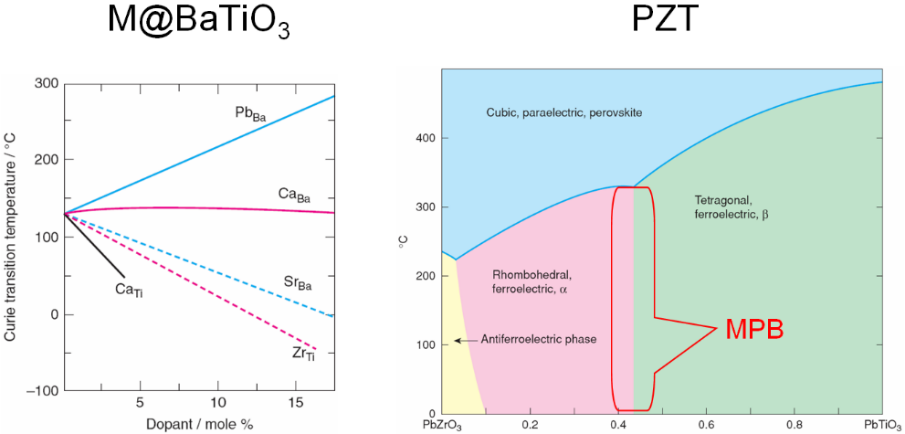 M@BaTiO₃
PZT
Curie transition temperature / °C
300
200
100
0
−100
Pb_Ba
Ca_Ba
Ca_Ti
Sr_Ba
Zr_Ti
5
10
15
Dopant / mole %
°C
400
300
200
100
0
Cubic, paraelectric, perovskite
Tetragonal,
ferroelectric, β
Rhombohedral,
ferroelectric, α
MPB
Antiferroelectric phase
PbZrO₃
0.2
0.4
0.6
0.8
PbTiO₃